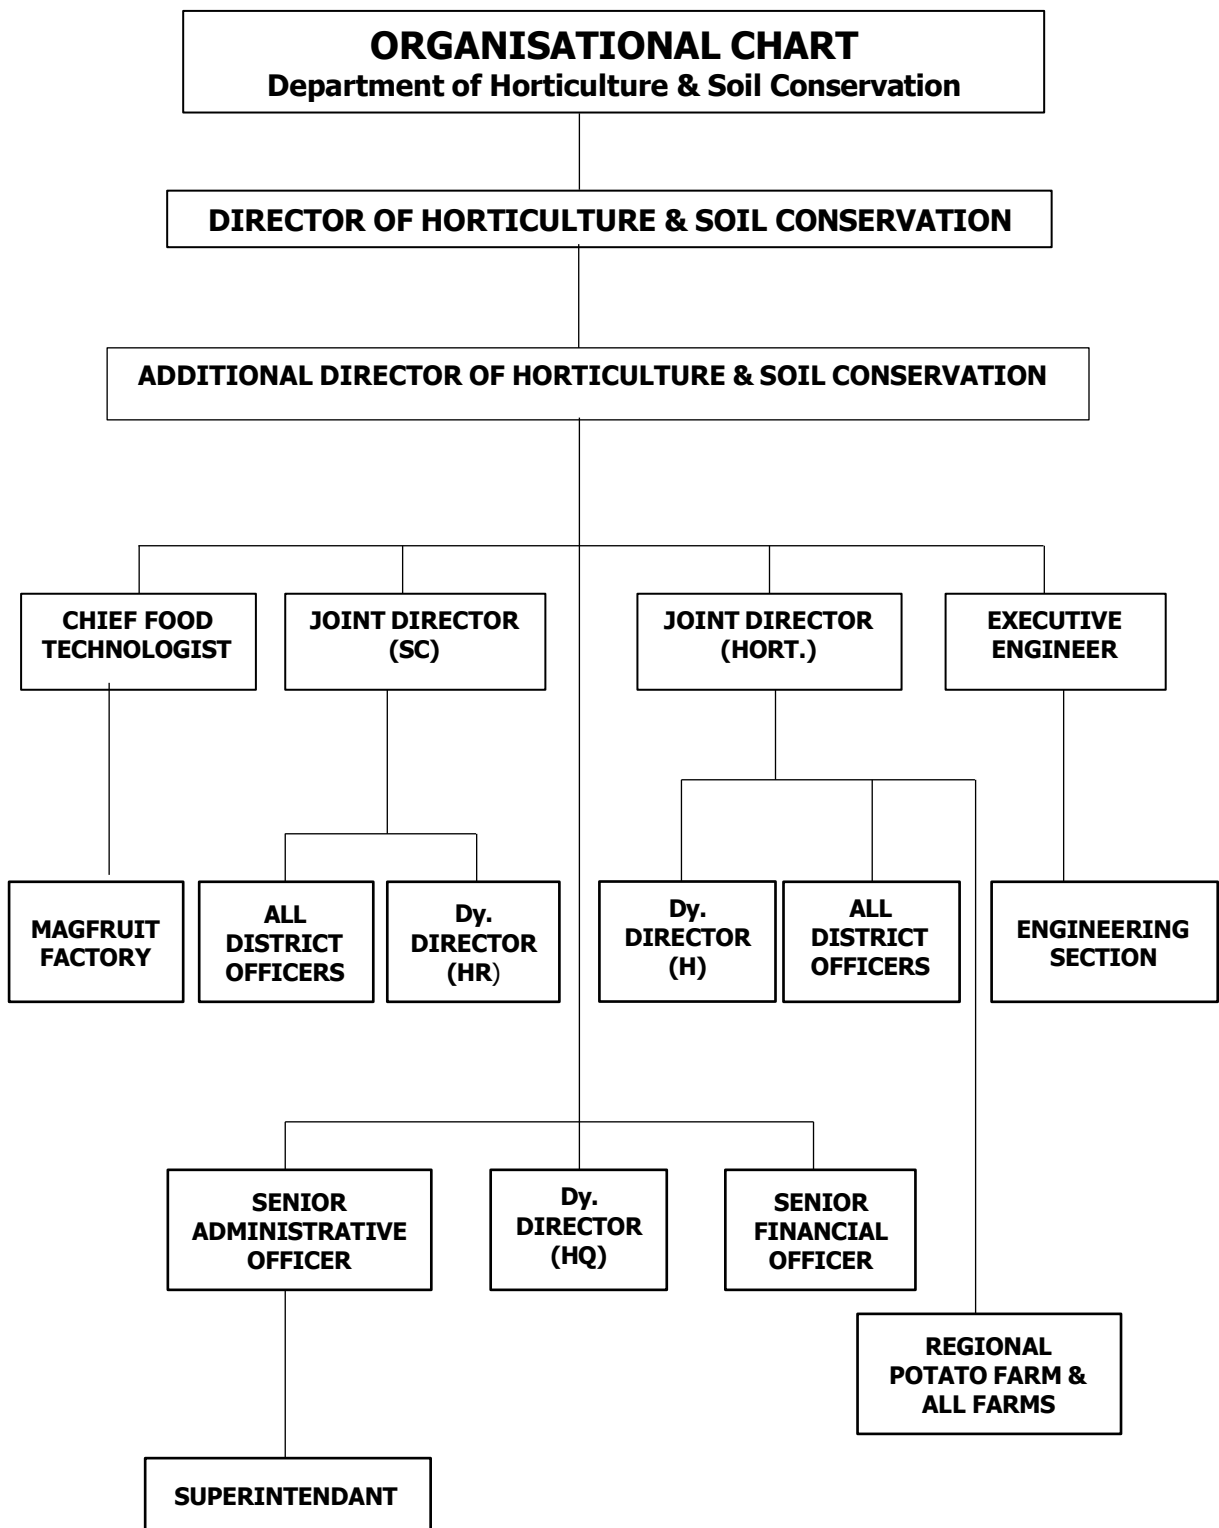 ORGANISATIONAL CHART
Department of Horticulture & Soil Conservation
DIRECTOR OF HORTICULTURE & SOIL CONSERVATION
ADDITIONAL DIRECTOR OF HORTICULTURE & SOIL CONSERVATION
CHIEF FOOD
TECHNOLOGIST
JOINT DIRECTOR
(SC)
JOINT DIRECTOR
(HORT.)
EXECUTIVE
ENGINEER
MAGFRUIT
FACTORY
ALL
DISTRICT
OFFICERS
Dy.
DIRECTOR
(HR)
Dy.
DIRECTOR
(H)
ALL
DISTRICT
OFFICERS
ENGINEERING
SECTION
SENIOR
ADMINISTRATIVE
OFFICER
Dy.
DIRECTOR
(HQ)
SENIOR
FINANCIAL
OFFICER
REGIONAL
POTATO FARM &
ALL FARMS
SUPERINTENDANT